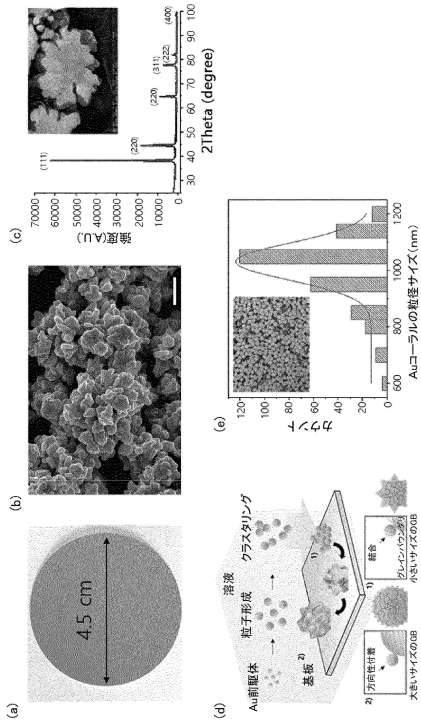 (a)
4.5 cm
(b)
(c)
強度(A.U.)
70000
60000
50000
40000
30000
20000
10000
0
(111)
(220)
(220)
(311)
(222)
(400)
30
40
50
60
70
80
90
100
2Theta (degree)
(d)
Au前駆体
溶液
粒子形成
クラスタリング
基板
2)
1)
2)
方向性付着
大きいサイズのGB
1)
結合
グレインバウンダリ
小さいサイズのGB
(e)
カウント
120
100
80
60
40
20
0
600
800
1000
1200
Auコーラルの粒径サイズ(nm)